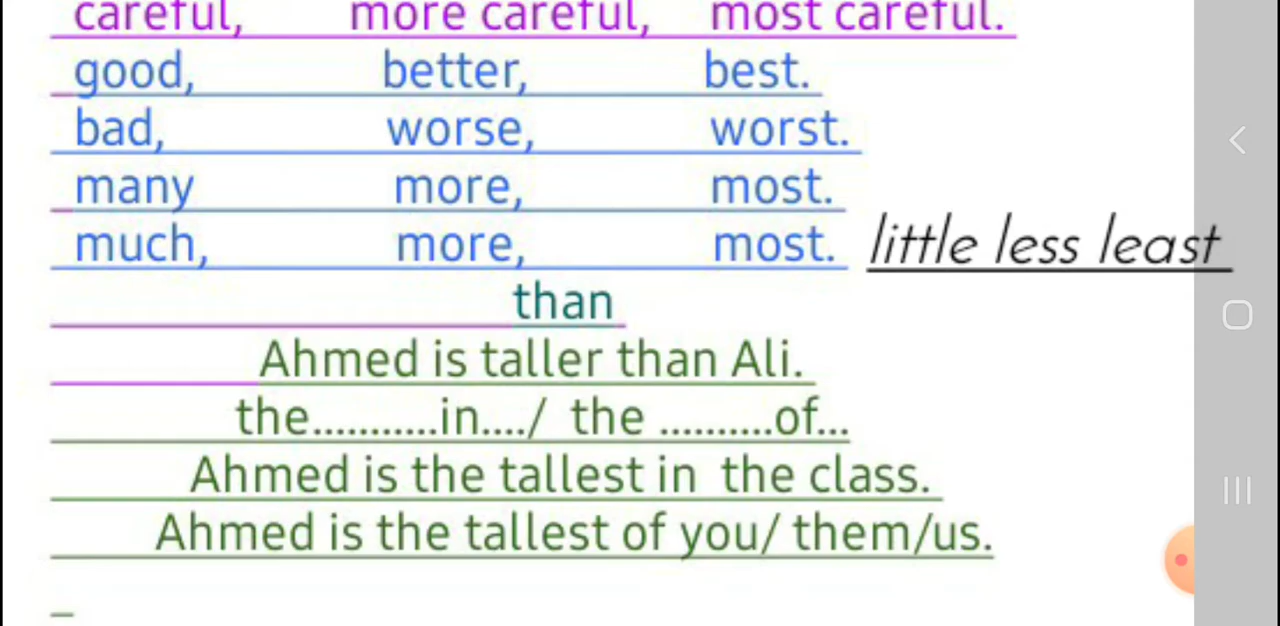 careful, more careful, most careful.
good, better, best.
bad, worse, worst.
many more, most.
much, more, most. little less least
than
Ahmed is taller than Ali.
the...........in..../ the ..........of...
Ahmed is the tallest in the class.
Ahmed is the tallest of you/ them/us.